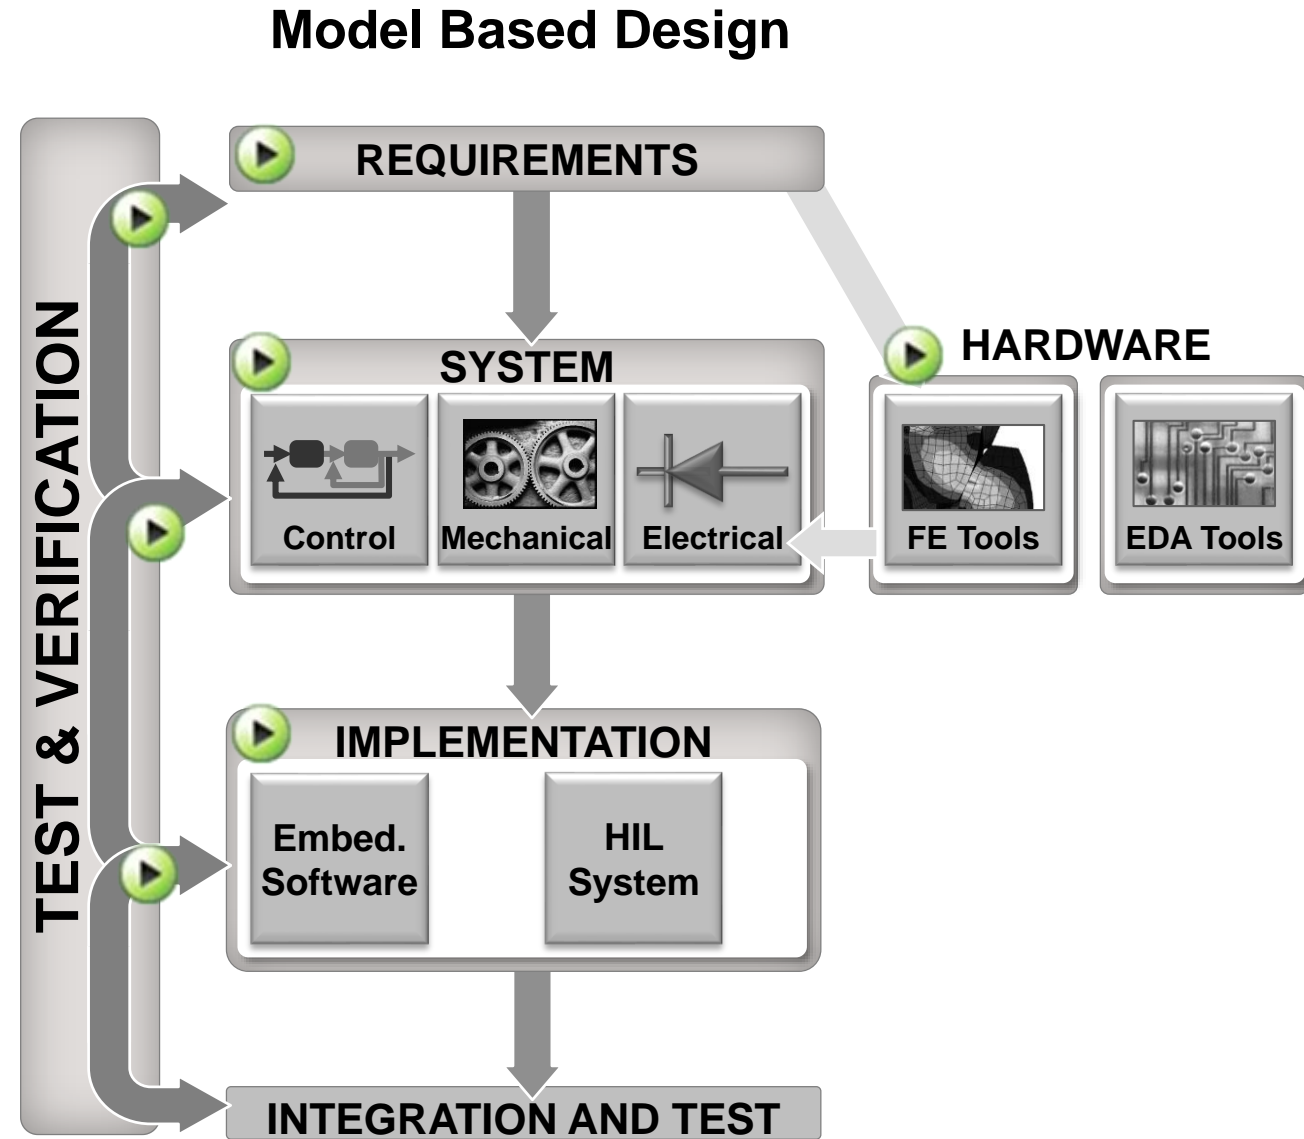 Model Based Design
REQUIREMENTS
TEST & VERIFICATION
SYSTEM
Control
Mechanical
Electrical
HARDWARE
FE Tools
EDA Tools
IMPLEMENTATION
Embed.
Software
HIL
System
INTEGRATION AND TEST